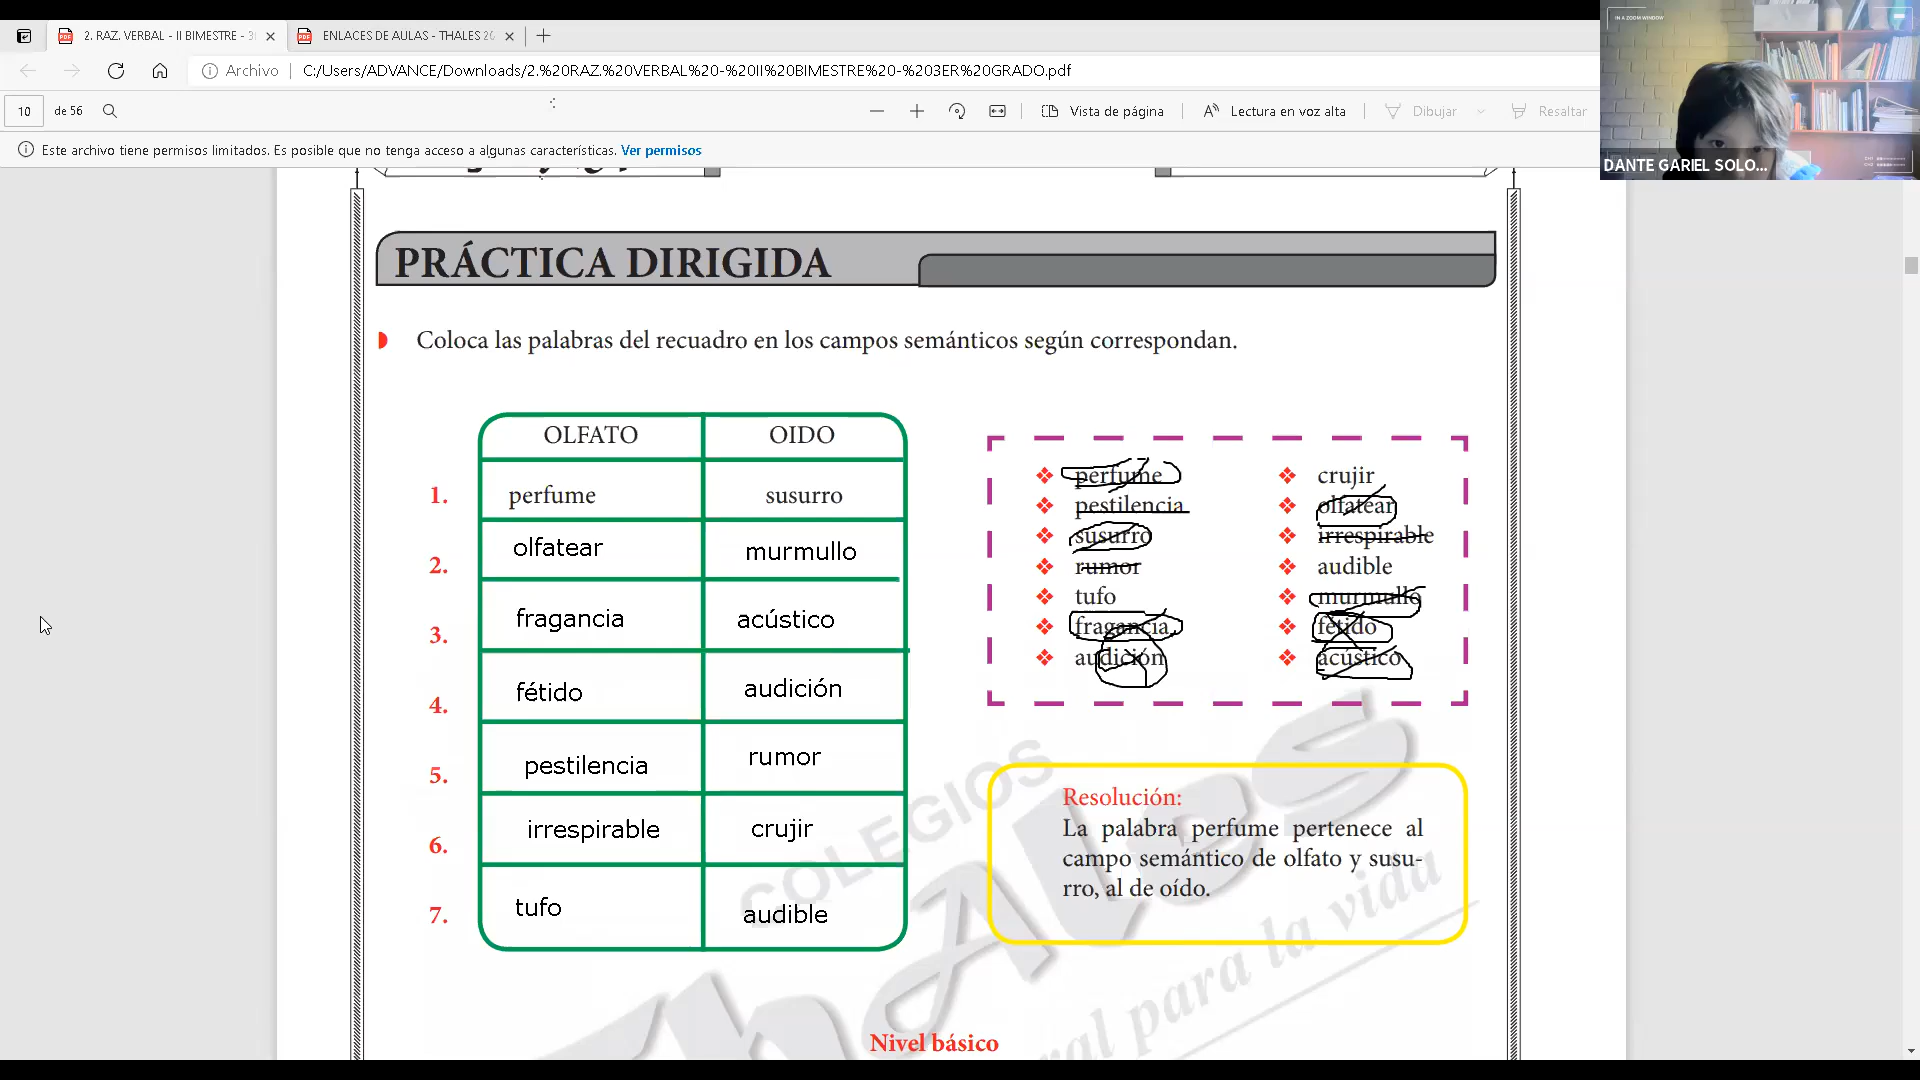 2. RAZ. VERBAL - II BIMESTRE - 3
ENLACES DE AULAS - THALES 20
Archivo
C:/Users/ADVANCE/Downloads/2.%20RAZ.%20VERBAL%20-%20II%20BIMESTRE%20-%203ER%20GRADO.pdf
10 de 56
Vista de página
Lectura en voz alta
Dibujar
Resaltar
Este archivo tiene permisos limitados. Es posible que no tenga acceso a algunas características. Ver permisos
IN A ZOOM WINDOW
DANTE GARIEL SOLO...
PRÁCTICA DIRIGIDA
Coloca las palabras del recuadro en los campos semánticos según correspondan.
OLFATO OIDO
1. perfume susurro
2. olfatear murmullo
3. fragancia acústico
4. fétido audición
5. pestilencia rumor
6. irrespirable crujir
7. tufo audible
perfume
pestilencia
susurro
rumor
tufo
fragancia
audición
crujir
olfatear
irrespirable
audible
murmullo
fétido
acústico
Resolución:
La palabra perfume pertenece al
campo semántico de olfato y susu-
rro, al de oído.
COLEGIOS
Thales
ral para la vida
Nivel básico